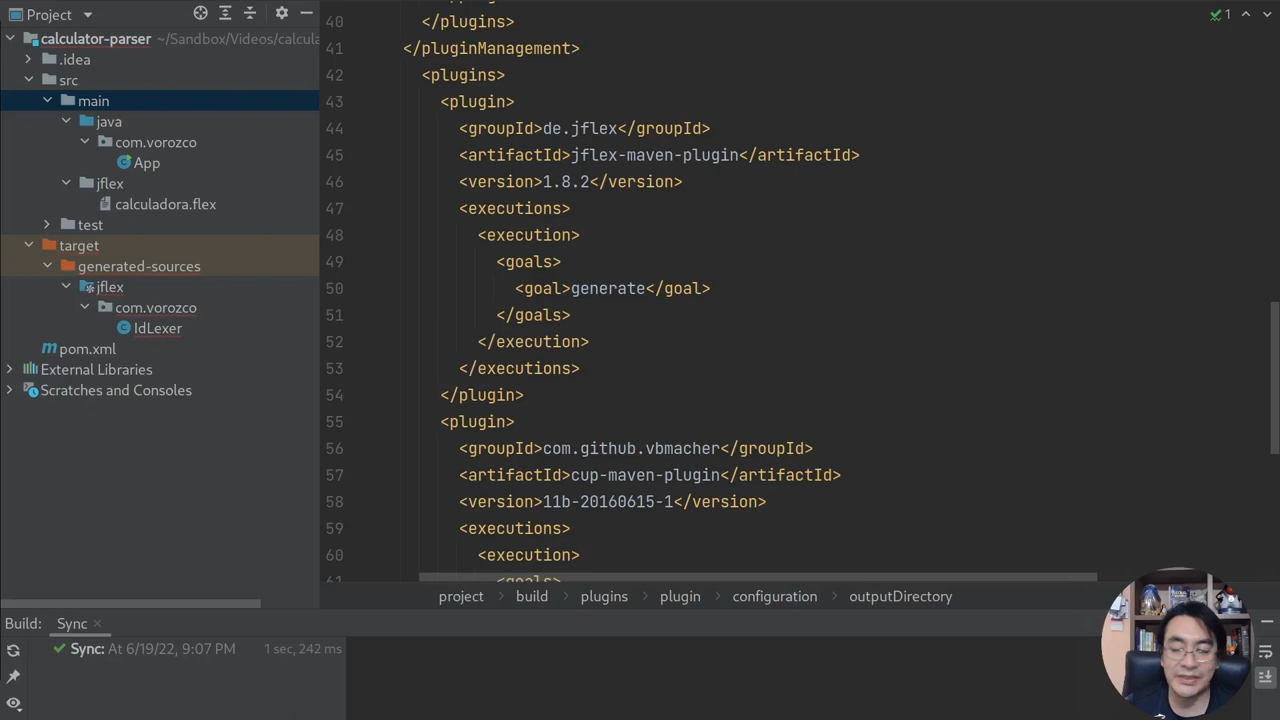 Project
calculator-parser ~/Sandbox/Videos/calcula
.idea
src
main
java
com.vorozco
App
jflex
calculadora.flex
test
target
generated-sources
jflex
com.vorozco
IdLexer
pom.xml
External Libraries
Scratches and Consoles
1
40 </plugins>
41 </pluginManagement>
42 <plugins>
43 <plugin>
44 <groupId>de.jflex</groupId>
45 <artifactId>jflex-maven-plugin</artifactId>
46 <version>1.8.2</version>
47 <executions>
48 <execution>
49 <goals>
50 <goal>generate</goal>
51 </goals>
52 </execution>
53 </executions>
54 </plugin>
55 <plugin>
56 <groupId>com.github.vbmacher</groupId>
57 <artifactId>cup-maven-plugin</artifactId>
58 <version>11b-20160615-1</version>
59 <executions>
60 <execution>
61 <goals>
project > build > plugins > plugin > configuration > outputDirectory
Build: Sync
Sync: At 6/19/22, 9:07 PM 1 sec, 242 ms